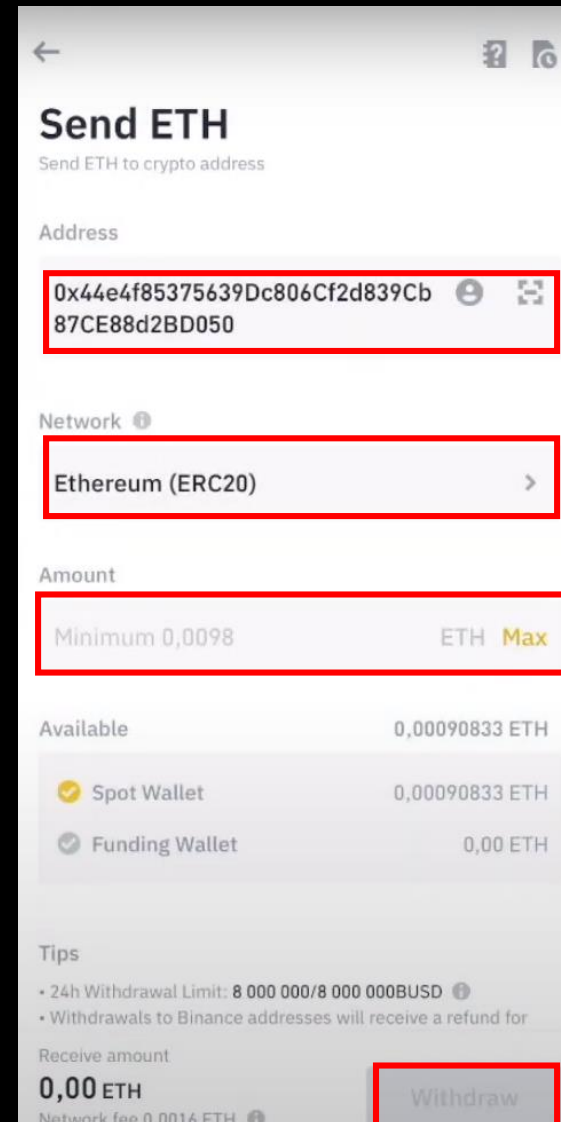 Send ETH
Send ETH to crypto address
Address
0x44e4f85375639Dc806Cf2d839Cb
87CE88d2BD050
Network
Ethereum (ERC20)
Amount
Minimum 0,0098 ETH Max
Available 0,00090833 ETH
Spot Wallet 0,00090833 ETH
Funding Wallet 0,00 ETH
Tips
• 24h Withdrawal Limit: 8 000 000/8 000 000BUSD
• Withdrawals to Binance addresses will receive a refund for
Receive amount
0,00 ETH
Withdraw
Network fee 0,0016 ETH